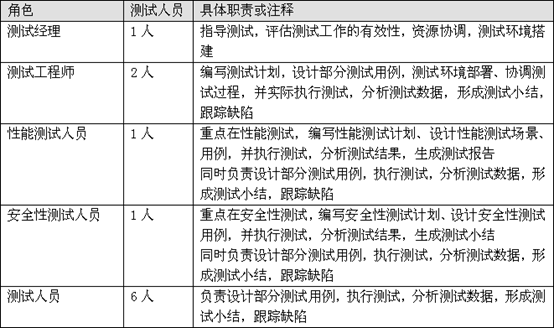 角色 测试人员 具体职责或注释
测试经理 1人 指导测试，评估测试工作的有效性，资源协调，测试环境搭
建
测试工程师 2人 编写测试计划，设计部分测试用例，测试环境部署、协调测
试过程，并实际执行测试，分析测试数据，形成测试小结，
跟踪缺陷
性能测试人员 1人 重点在性能测试，编写性能测试计划、设计性能测试场景、
用例，并执行测试，分析测试结果，生成测试报告
同时负责设计部分测试用例，执行测试，分析测试数据，形
成测试小结，跟踪缺陷
安全性测试人员 1人 重点在安全性测试，编写安全性测试计划、设计安全性测试
用例，并执行测试，分析测试结果，生成测试小结
同时负责设计部分测试用例，执行测试，分析测试数据，形
成测试小结，跟踪缺陷
测试人员 6人 负责设计部分测试用例，执行测试，分析测试数据，形成测
试小结，跟踪缺陷